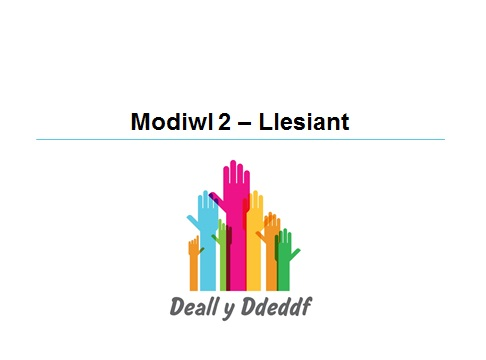 Modiwl 2 – Llesiant
Deall y Ddeddf